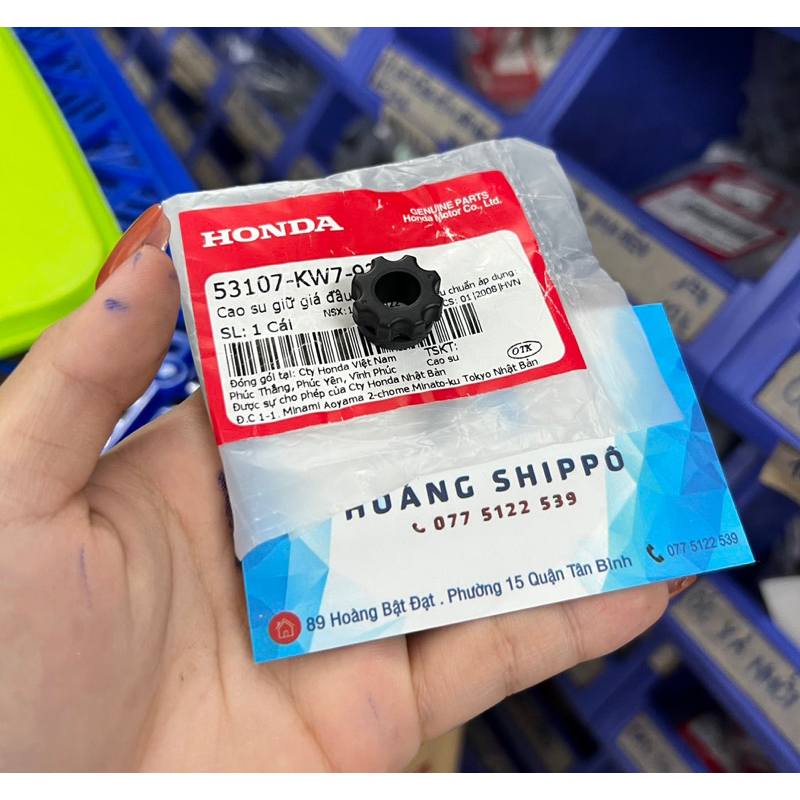 HONDA
GENUINE PARTS
Honda Motor Co., Ltd.
53107-KW7-9
Cao su giữ giá đầu
chuẩn áp dụng :
NSX:
CS: 01|2008|HVN
SL: 1 Cái
TSKT:
Đóng gói tại: Cty Honda Việt Nam
Cao su
OTK
Phúc Thắng, Phúc Yên, Vĩnh Phúc
Được sự cho phép của Cty Honda Nhật Bản
Đ.C 1-1. Minami Aoyama 2-chome Minato-ku Tokyo Nhật Bản
HOÀNG SHIPPÔ
077 5122 539
077 5122 539
89 Hoàng Bật Đạt . Phường 15 Quận Tân Bình